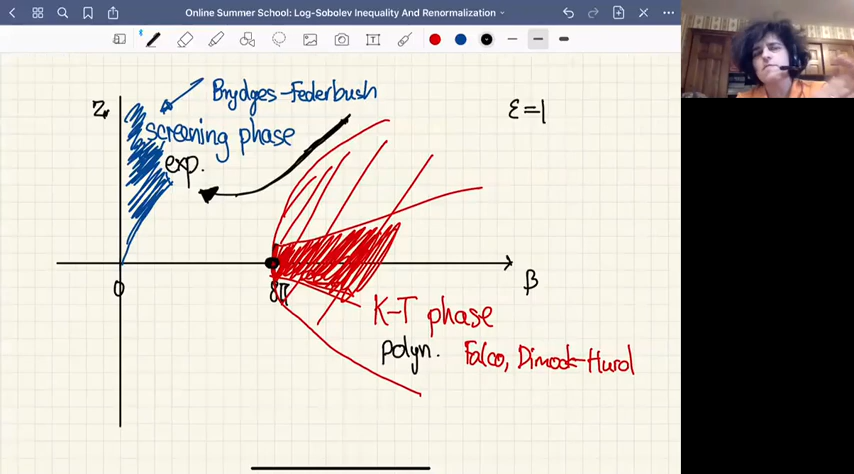 Online Summer School: Log-Sobolev Inequality And Renormalization
Brydges-Federbush
z
screening phase
exp.
ε=1
0
8π
β
K-T phase
polyn.
Falco, Dimock-Hurd